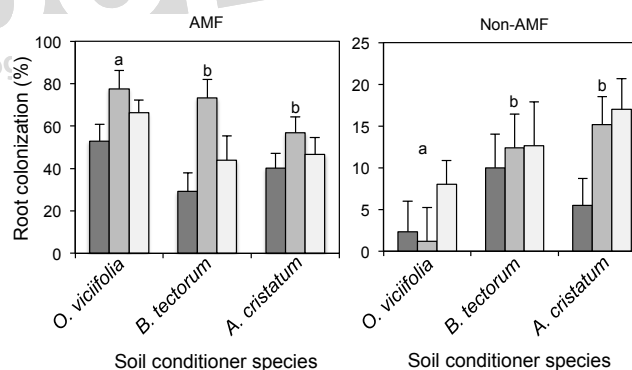 AMF
Non-AMF
Root colonization (%)
100
80
60
40
20
0
a
b
b
O. viciifolia
B. tectorum
A. cristatum
Soil conditioner species
25
20
15
10
5
0
a
b
b
O. viciifolia
B. tectorum
A. cristatum
Soil conditioner species